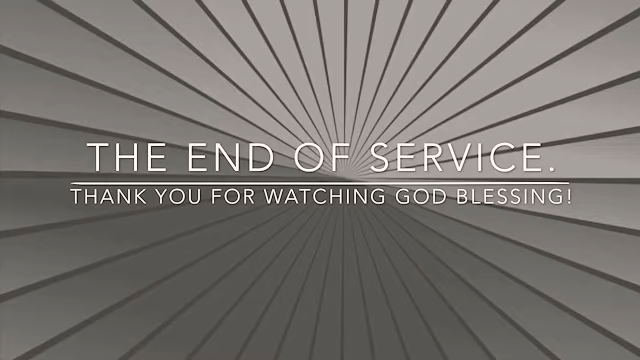 THE END OF SERVICE.
THANK YOU FOR WATCHING GOD BLESSING!